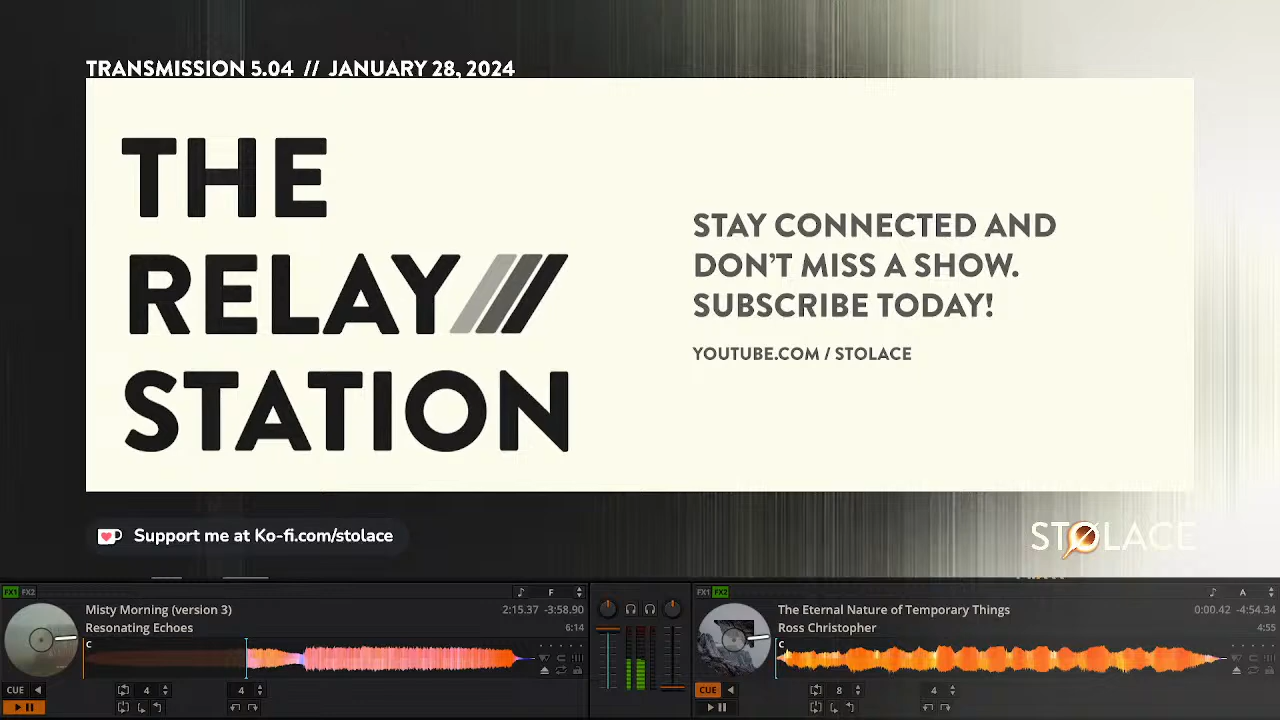 TRANSMISSION 5.04 // JANUARY 28, 2024
THE
RELAY
STATION
STAY CONNECTED AND
DON'T MISS A SHOW.
SUBSCRIBE TODAY!
YOUTUBE.COM / STOLACE
Support me at Ko-fi.com/stolace
STØLACE
FX1 FX2
F
Misty Morning (version 3)
2:15.37 -3:58.90
Resonating Echoes
6:14
C
CUE
4
4
FX1 FX2
A
The Eternal Nature of Temporary Things
0:00.42 -4:54.34
Ross Christopher
4:55
C
CUE
8
4